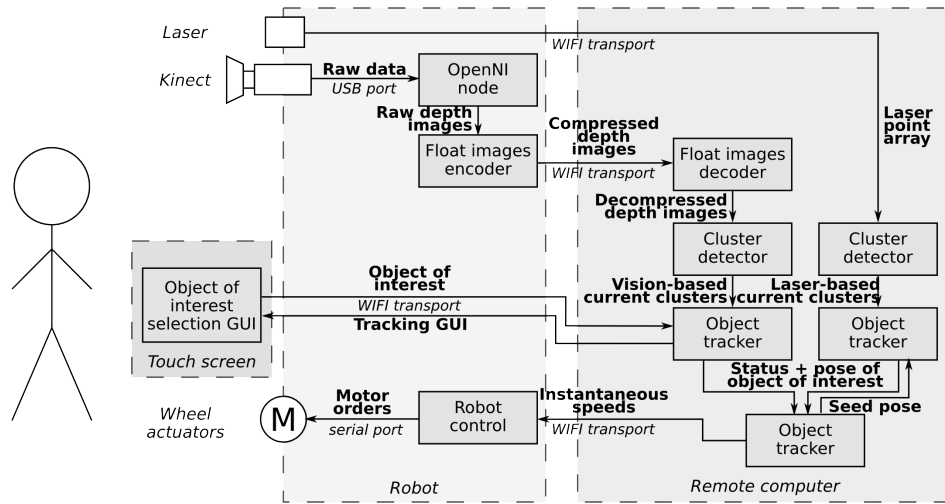 Laser
WIFI transport
Kinect
Raw data
USB port
OpenNI
node
Raw depth
images
Float images
encoder
Compressed
depth
images
WIFI transport
Float images
decoder
Laser
point
array
Decompressed
depth images
Cluster
detector
Cluster
detector
Vision-based
current clusters
Laser-based
current clusters
Object of
interest
selection GUI
Touch screen
Object of
interest
WIFI transport
Tracking GUI
Object
tracker
Object
tracker
Status + pose of
object of interest
Seed pose
Wheel
actuators
M
Motor
orders
serial port
Robot
control
Instantaneous
speeds
WIFI transport
Object
tracker
Robot
Remote computer